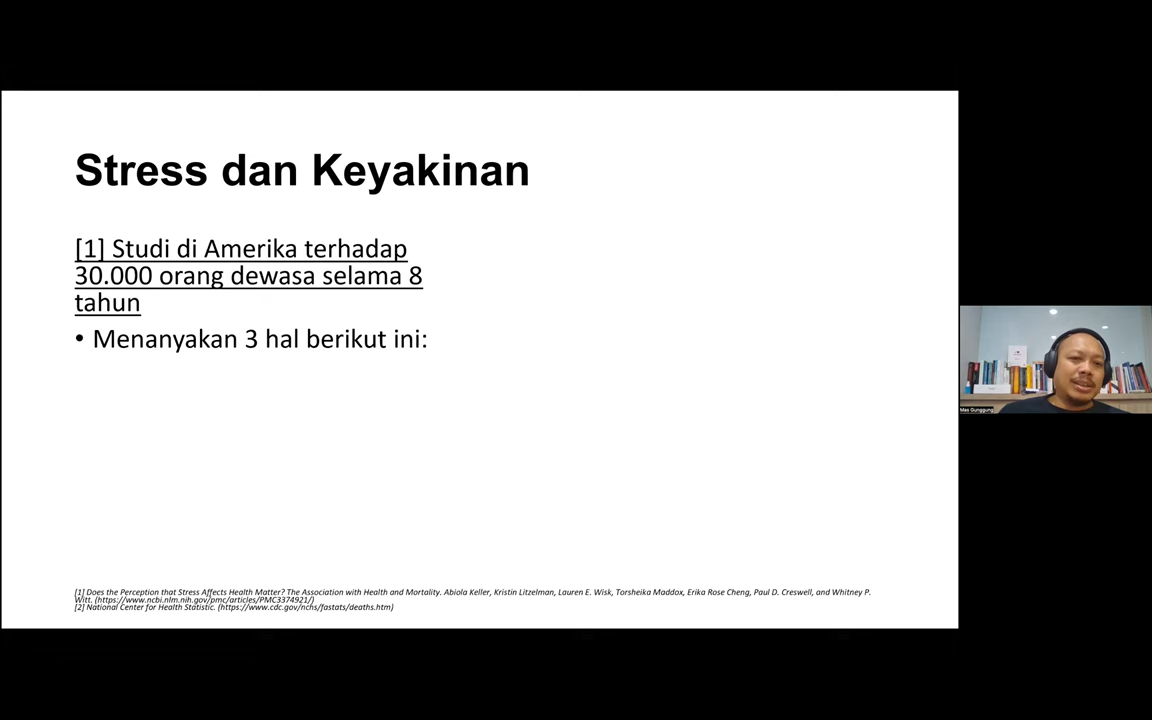 Stress dan Keyakinan
[1] Studi di Amerika terhadap
30.000 orang dewasa selama 8
tahun
• Menanyakan 3 hal berikut ini:
[1] Does the Perception that Stress Affects Health Matter? The Association with Health and Mortality. Abiola Keller, Kristin Litzelman, Lauren E. Wisk, Torsheika Maddox, Erika Rose Cheng, Paul D. Creswell, and Whitney P.
Witt. (https://www.ncbi.nlm.nih.gov/pmc/articles/PMC3374921/)
[2] National Center for Health Statistic. (https://www.cdc.gov/nchs/fastats/deaths.htm)
Mas Gunggung